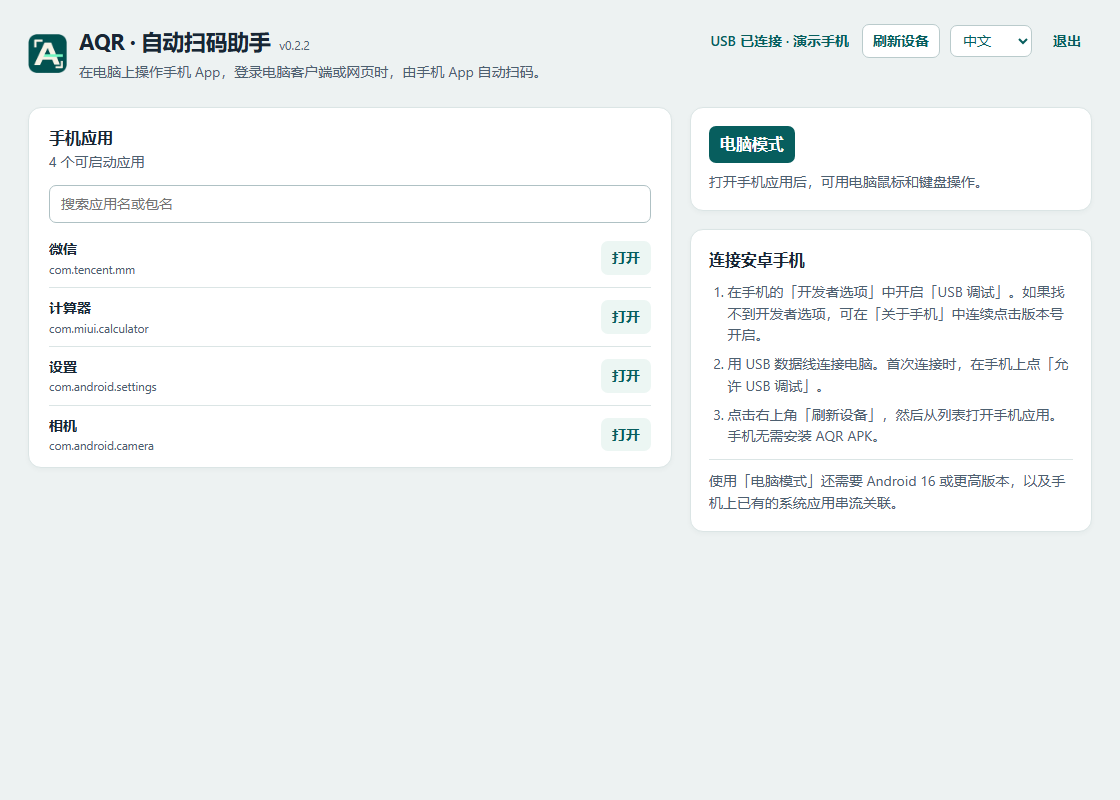 AQR · 自动扫码助手 v0.2.2
在电脑上操作手机 App，登录电脑客户端或网页时，由手机 App 自动扫码。
USB 已连接 · 演示手机
刷新设备
中文
退出
手机应用
4 个可启动应用
搜索应用名或包名
微信
com.tencent.mm
打开
计算器
com.miui.calculator
打开
设置
com.android.settings
打开
相机
com.android.camera
打开
电脑模式
打开手机应用后，可用电脑鼠标和键盘操作。
连接安卓手机
1. 在手机的「开发者选项」中开启「USB 调试」。如果找
不到开发者选项，可在「关于手机」中连续点击版本号
开启。
2. 用 USB 数据线连接电脑。首次连接时，在手机上点「允
许 USB 调试」。
3. 点击右上角「刷新设备」，然后从列表打开手机应用。
手机无需安装 AQR APK。
使用「电脑模式」还需要 Android 16 或更高版本，以及手
机上已有的系统应用串流关联。